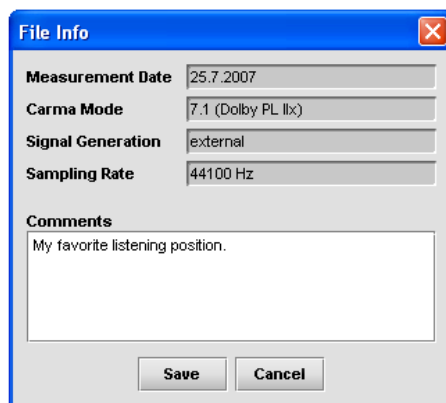 File Info
Measurement Date 25.7.2007
Carma Mode 7.1 (Dolby PL IIx)
Signal Generation external
Sampling Rate 44100 Hz
Comments
My favorite listening position.
Save Cancel